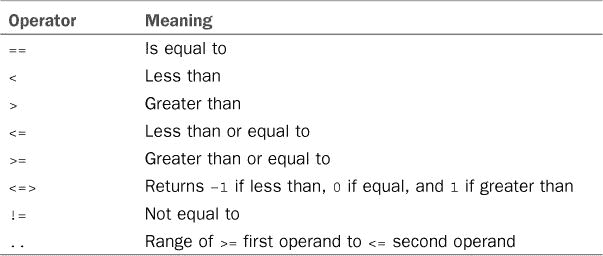 Operator Meaning
== Is equal to
< Less than
> Greater than
<= Less than or equal to
>= Greater than or equal to
<=> Returns –1 if less than, 0 if equal, and 1 if greater than
!= Not equal to
.. Range of >= first operand to <= second operand